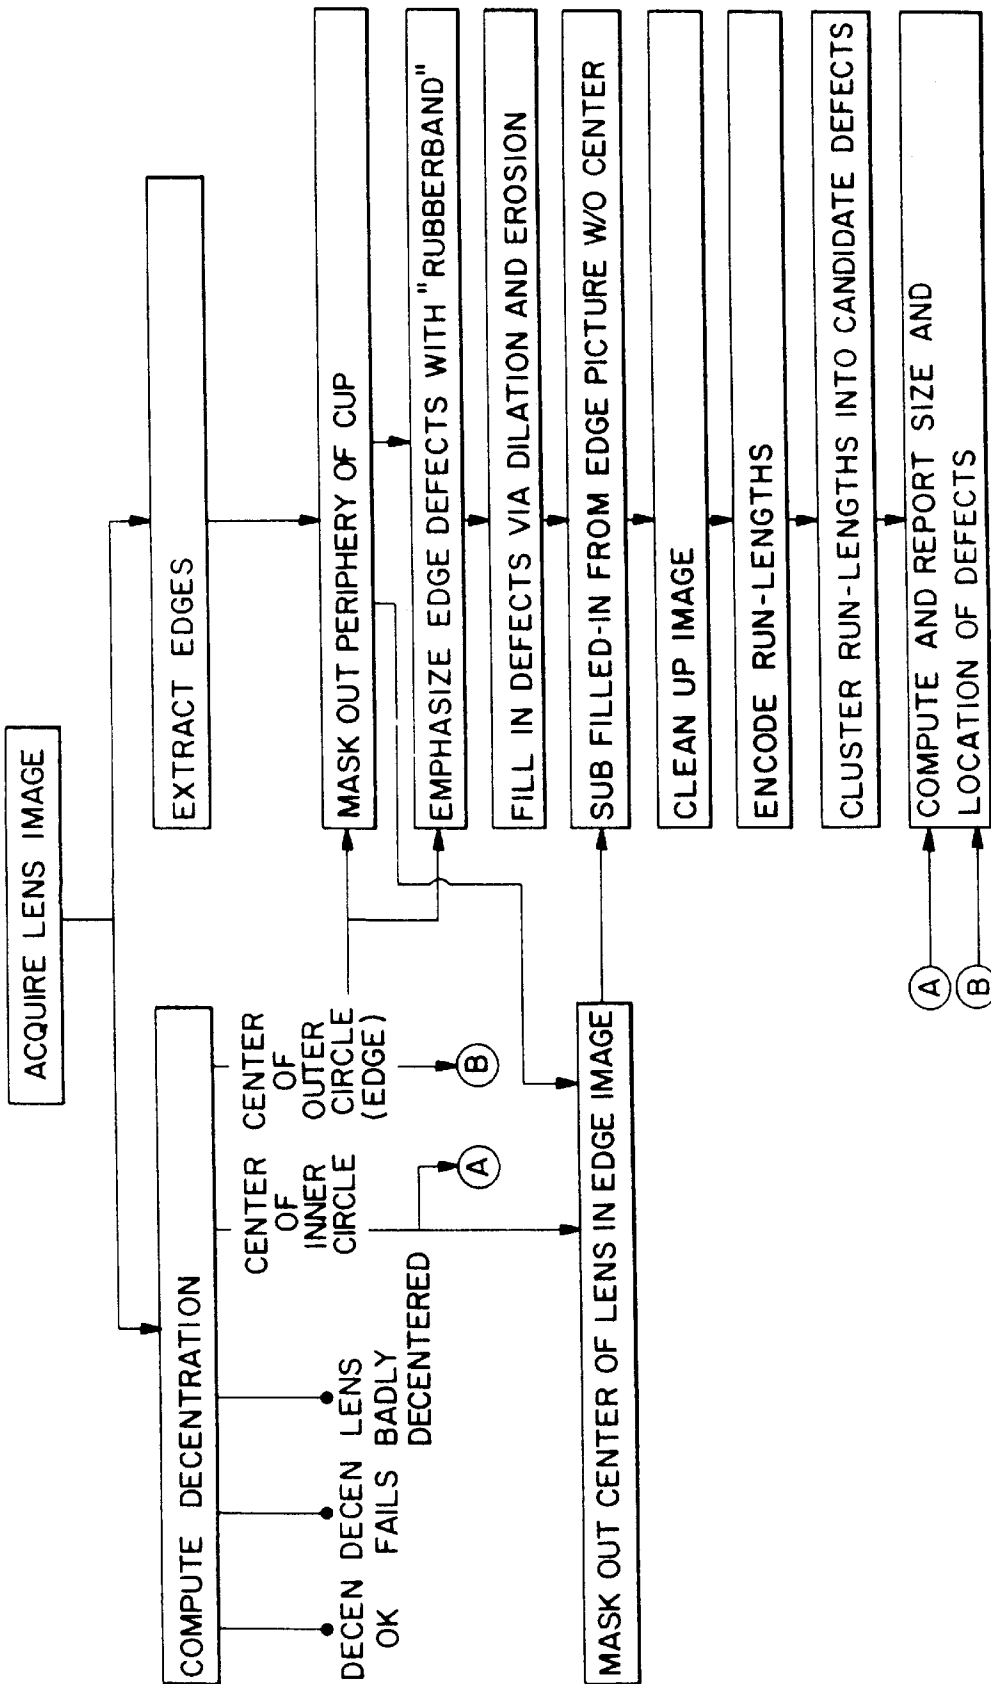 ACQUIRE LENS IMAGE
COMPUTE DECENTRATION
EXTRACT EDGES
DECEN
OK
DECEN
FAILS
LENS
BADLY
DECENTERED
CENTER
OF
INNER
CIRCLE
CENTER
OF
OUTER
CIRCLE
(EDGE)
A
B
MASK OUT PERIPHERY OF CUP
EMPHASIZE EDGE DEFECTS WITH "RUBBERBAND"
FILL IN DEFECTS VIA DILATION AND EROSION
MASK OUT CENTER OF LENS IN EDGE IMAGE
SUB FILLED-IN FROM EDGE PICTURE W/O CENTER
CLEAN UP IMAGE
ENCODE RUN-LENGTHS
CLUSTER RUN-LENGTHS INTO CANDIDATE DEFECTS
A
B
COMPUTE AND REPORT SIZE AND
LOCATION OF DEFECTS